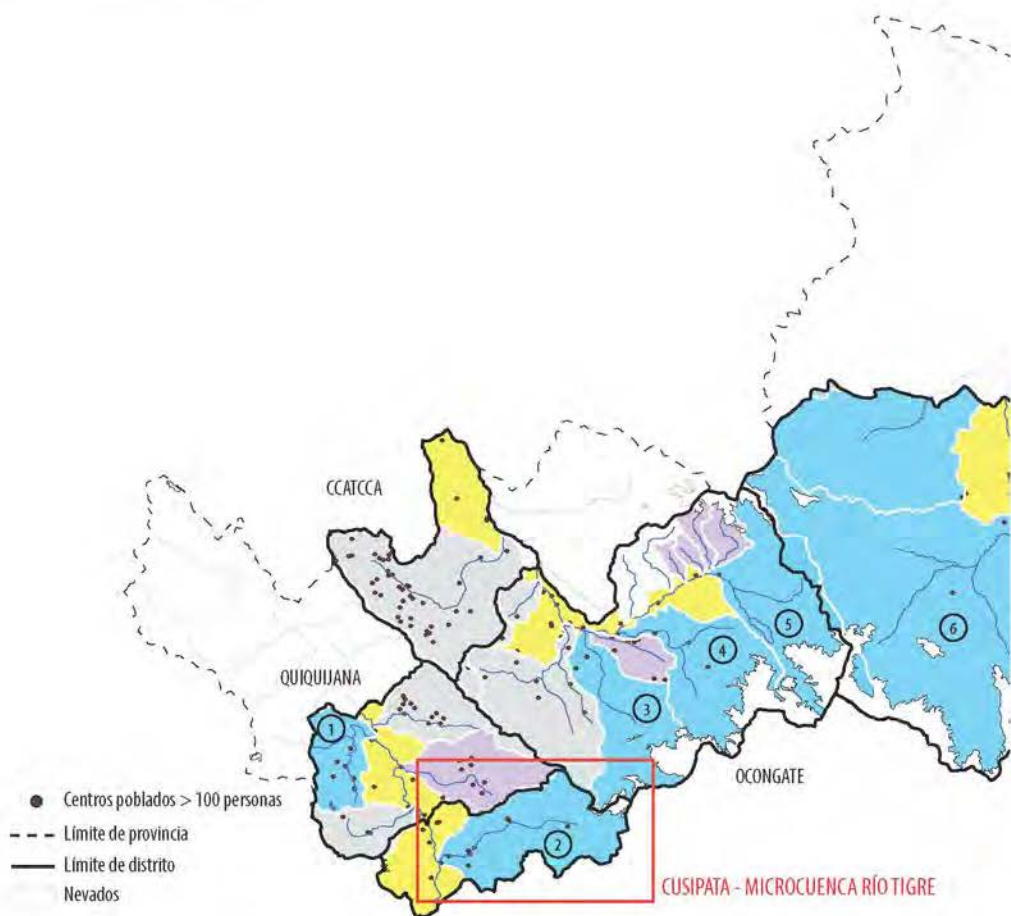 CCATCCA
QUIQUIJANA
1
2
3
4
5
6
OCONGATE
Centros poblados > 100 personas
Límite de provincia
Límite de distrito
Nevados
CUSIPATA - MICROCUENCA RÍO TIGRE